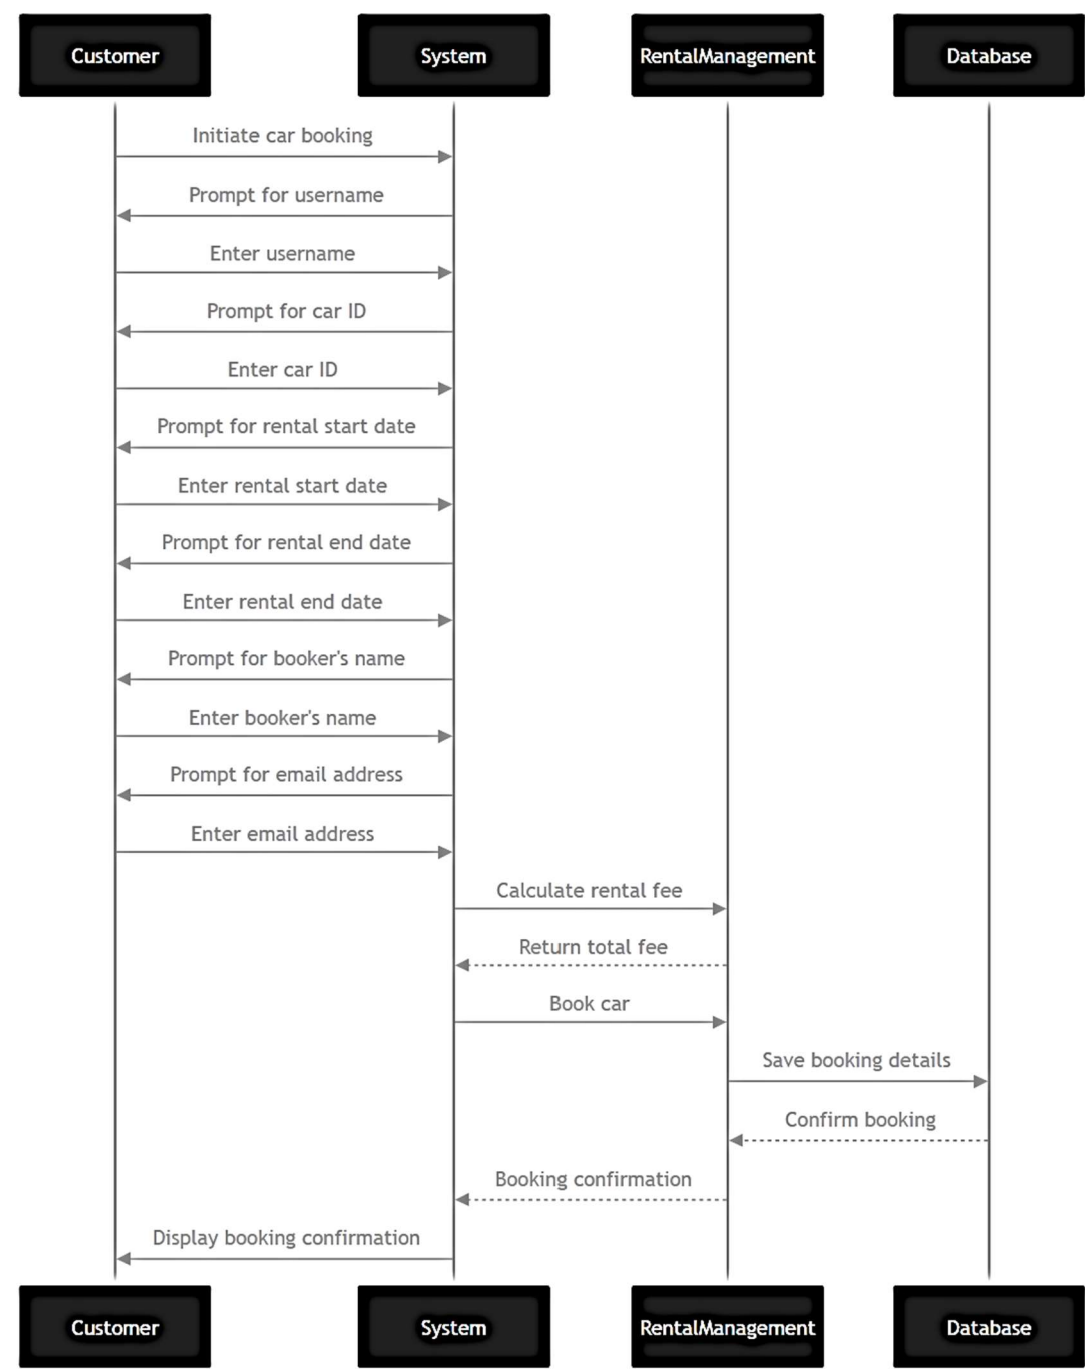 Customer System RentalManagement Database
Initiate car booking
Prompt for username
Enter username
Prompt for car ID
Enter car ID
Prompt for rental start date
Enter rental start date
Prompt for rental end date
Enter rental end date
Prompt for booker's name
Enter booker's name
Prompt for email address
Enter email address
Calculate rental fee
Return total fee
Book car
Save booking details
Confirm booking
Booking confirmation
Display booking confirmation
Customer System RentalManagement Database